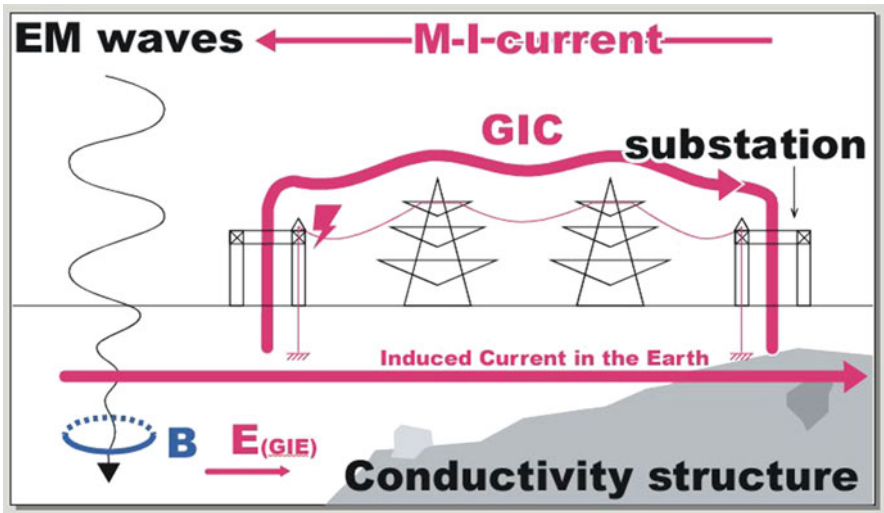 EM waves
M-I-current
GIC
substation
Induced Current in the Earth
B
E(GIE)
Conductivity structure